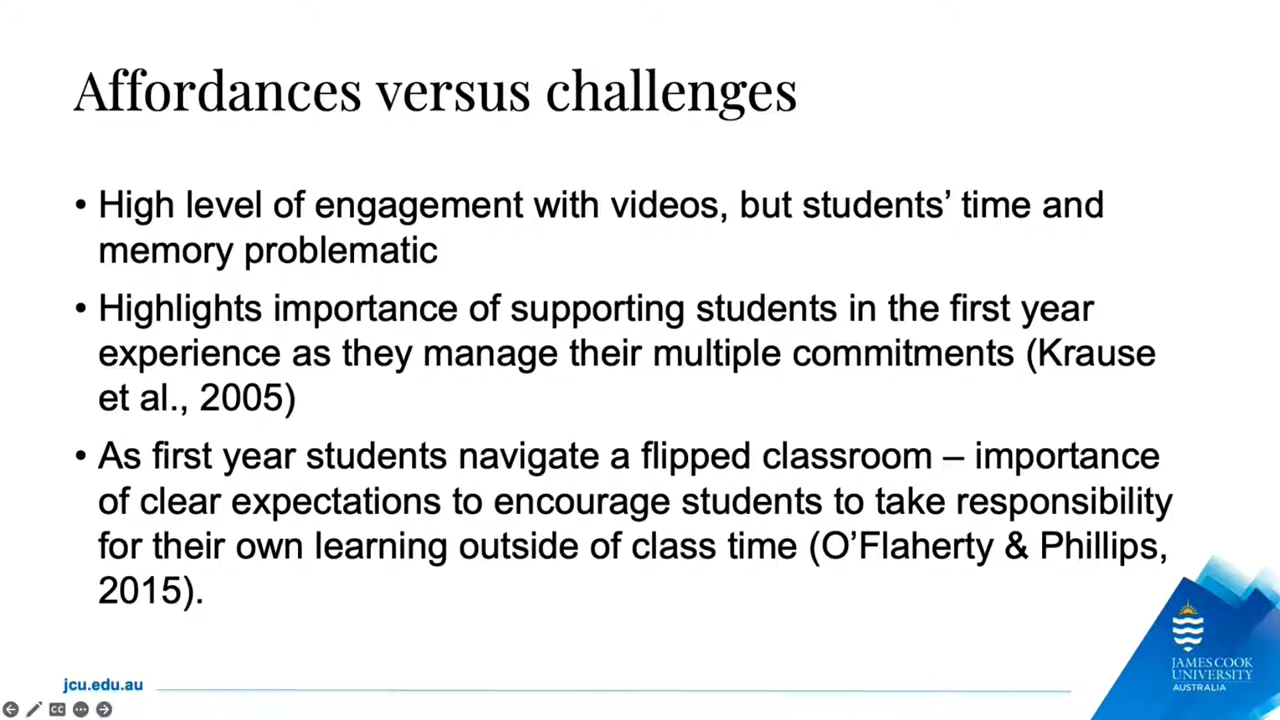 Affordances versus challenges
• High level of engagement with videos, but students’ time and
memory problematic
• Highlights importance of supporting students in the first year
experience as they manage their multiple commitments (Krause
et al., 2005)
• As first year students navigate a flipped classroom – importance
of clear expectations to encourage students to take responsibility
for their own learning outside of class time (O’Flaherty & Phillips,
2015).
JAMES COOK
UNIVERSITY
AUSTRALIA
jcu.edu.au
CC